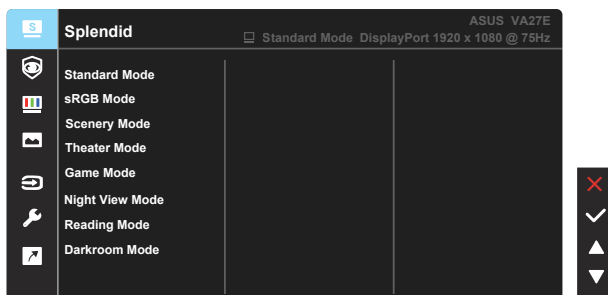 S
Splendid
ASUS VA27E
Standard Mode DisplayPort 1920 x 1080 @ 75Hz
Standard Mode
sRGB Mode
Scenery Mode
Theater Mode
Game Mode
Night View Mode
Reading Mode
Darkroom Mode